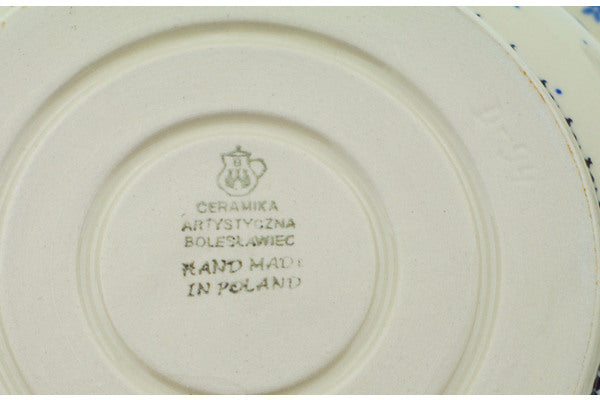 CERAMIKA
ARTYSTYCZNA
BOLESŁAWIEC
HAND MADE
IN POLAND